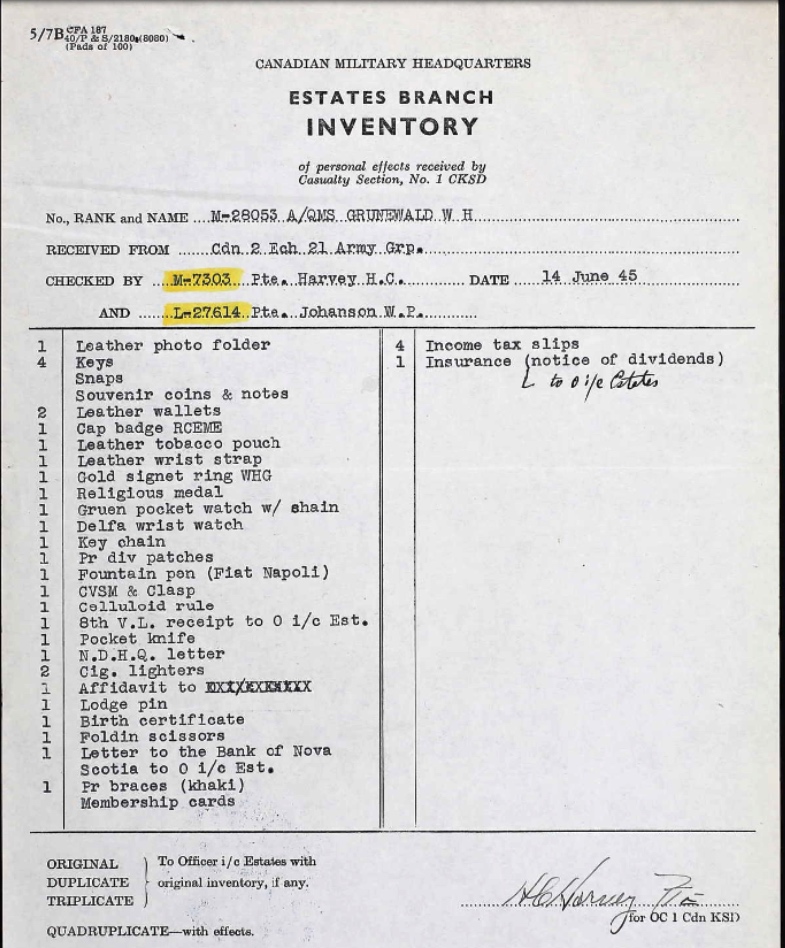 5/7B CFA 187
40/P & S/2180 (8080)
(Pads of 100)
CANADIAN MILITARY HEADQUARTERS
ESTATES BRANCH
INVENTORY
of personal effects received by
Casualty Section, No. 1 CKSD
No., RANK and NAME ....M-28053 A/QMS GRUNEWALD W H
RECEIVED FROM ......Cdn 2 Ech 21 Army Grp.
CHECKED BY ....M-7303 Pte. Harvey H.C. DATE ......14 June 45
AND ......L-27614 Pte. Johanson W.P.
1 Leather photo folder
4 Keys
Snaps
Souvenir coins & notes
2 Leather wallets
1 Cap badge RCEME
1 Leather tobacco pouch
1 Leather wrist strap
1 Gold signet ring WHG
1 Religious medal
1 Gruen pocket watch w/ chain
1 Delfa wrist watch
1 Key chain
1 Pr div patches
1 Fountain pen (Fiat Napoli)
1 CVSM & Clasp
1 Celluloid rule
1 8th V.L. receipt to O i/c Est.
1 Pocket knife
1 N.D.H.Q. letter
2 Cig. lighters
1 Affidavit to
1 Lodge pin
1 Birth certificate
1 Foldin scissors
1 Letter to the Bank of Nova
Scotia to O i/c Est.
1 Pr braces (khaki)
Membership cards
4 Income tax slips
1 Insurance (notice of dividends)
to O i/c Estates
ORIGINAL
DUPLICATE
TRIPLICATE
To Officer i/c Estates with
original inventory, if any.
QUADRUPLICATE—with effects.
HC Harvey Pte
for OC 1 Cdn KSD